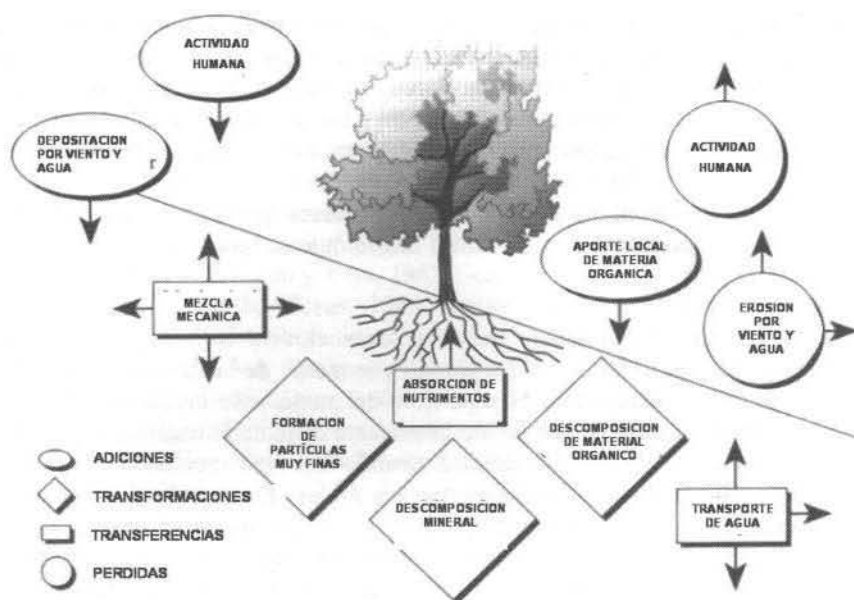 ACTIVIDAD
HUMANA
DEPOSITACION
POR VIENTO Y
AGUA
ACTIVIDAD
HUMANA
APORTE LOCAL
DE MATERIA
ORGANICA
MEZCLA
MECANICA
EROSION
POR
VIENTO Y
AGUA
ABSORCION DE
NUTRIMENTOS
FORMACION
DE
PARTÍCULAS
MUY FINAS
DESCOMPOSICION
DE MATERIAL
ORGANICO
DESCOMPOSICION
MINERAL
TRANSPORTE
DE AGUA
ADICIONES
TRANSFORMACIONES
TRANSFERENCIAS
PERDIDAS